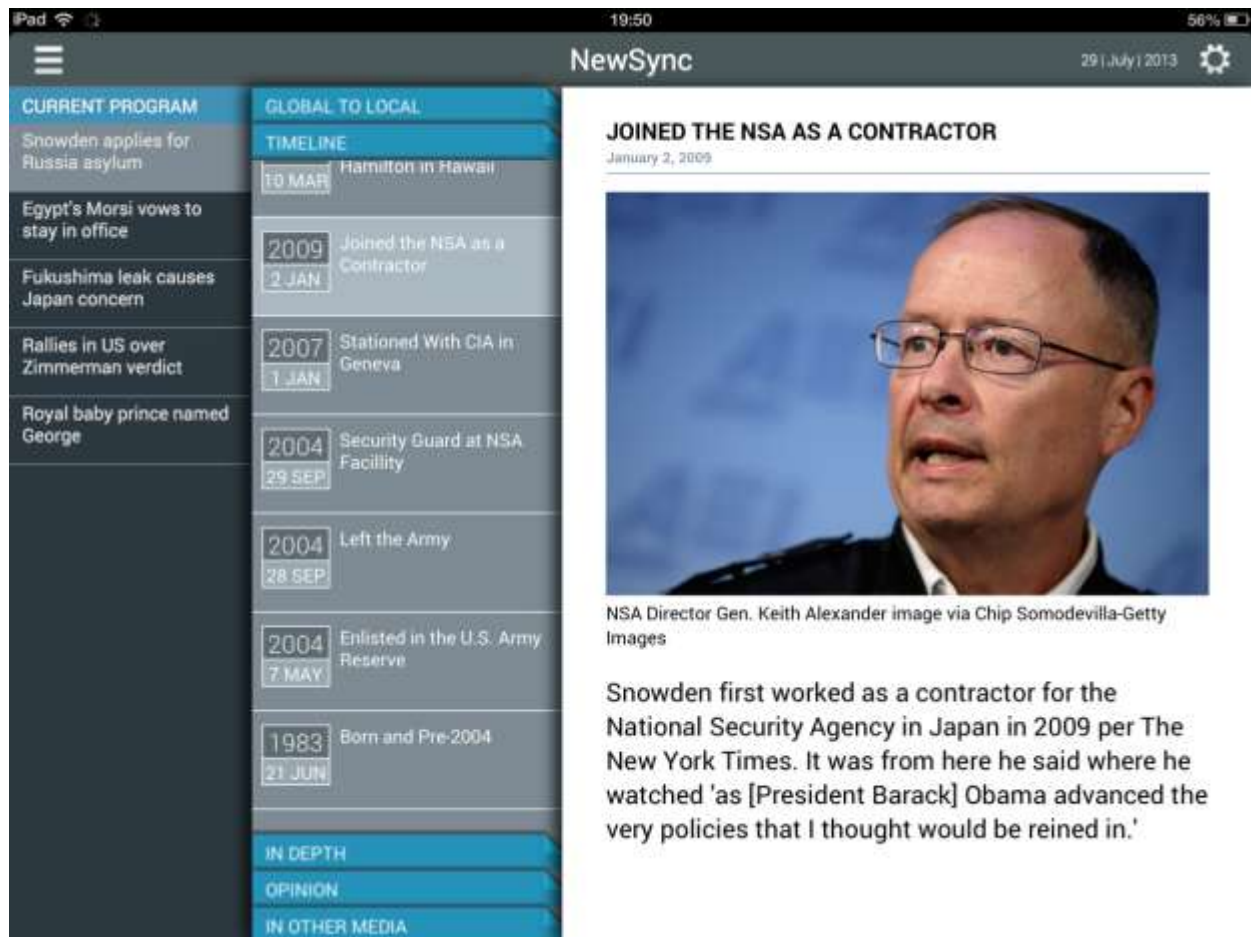 iPad
19:50
56%
NewSync
29 | July | 2013
CURRENT PROGRAM
Snowden applies for
Russia asylum
Egypt's Morsi vows to
stay in office
Fukushima leak causes
Japan concern
Rallies in US over
Zimmerman verdict
Royal baby prince named
George
GLOBAL TO LOCAL
TIMELINE
10 MAR
Hamilton in Hawaii
2009
2 JAN
Joined the NSA as a
Contractor
2007
1 JAN
Stationed With CIA in
Geneva
2004
29 SEP
Security Guard at NSA
Facillity
2004
28 SEP
Left the Army
2004
7 MAY
Enlisted in the U.S. Army
Reserve
1983
21 JUN
Born and Pre-2004
IN DEPTH
OPINION
IN OTHER MEDIA
JOINED THE NSA AS A CONTRACTOR
January 2, 2009
AEI
NSA Director Gen. Keith Alexander image via Chip Somodevilla-Getty
Images
Snowden first worked as a contractor for the
National Security Agency in Japan in 2009 per The
New York Times. It was from here he said where he
watched 'as [President Barack] Obama advanced the
very policies that I thought would be reined in.'